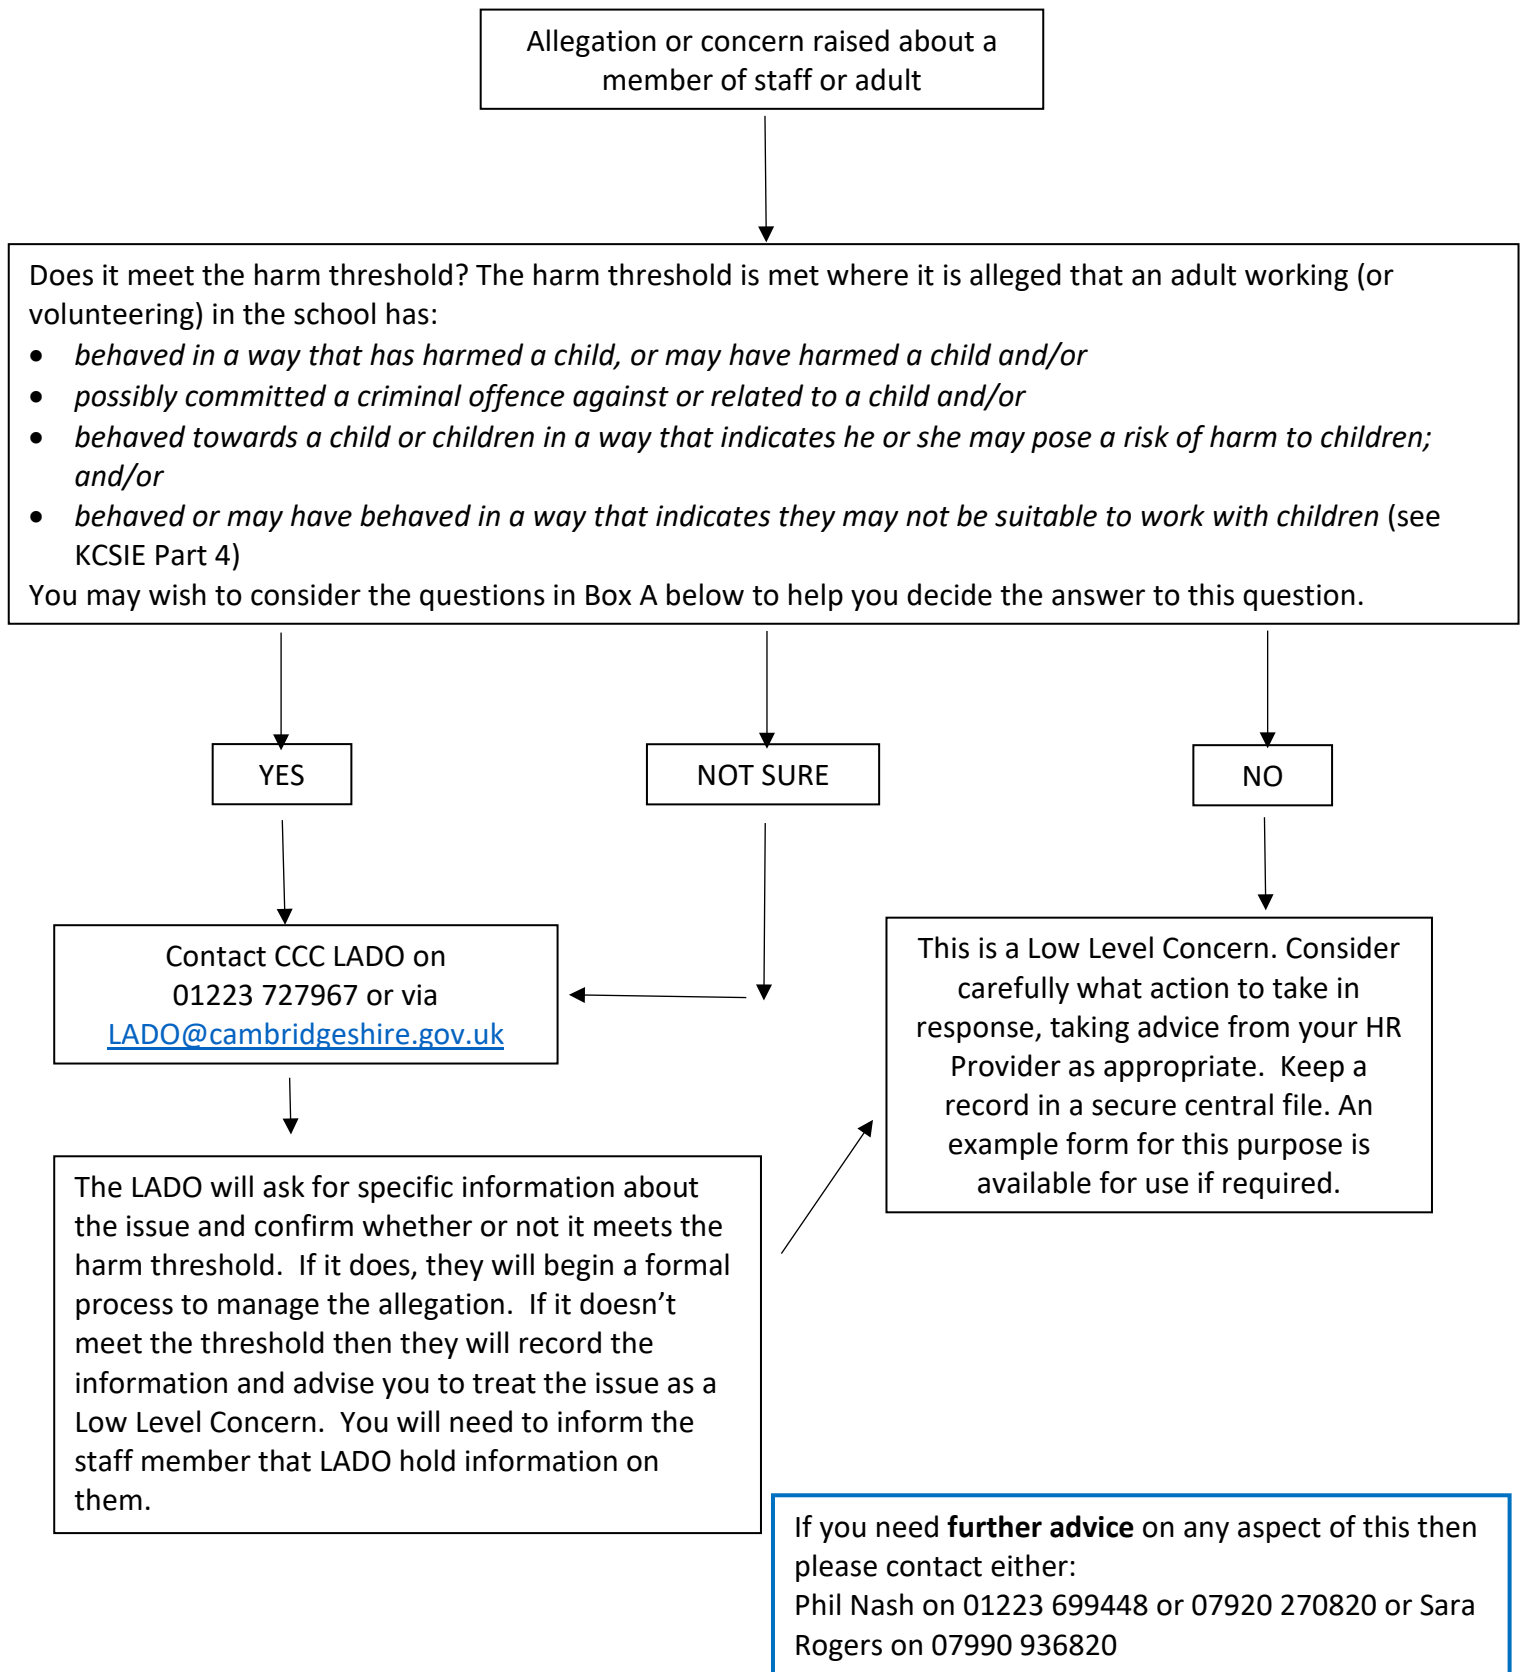 Allegation or concern raised about a
member of staff or adult
Does it meet the harm threshold? The harm threshold is met where it is alleged that an adult working (or
volunteering) in the school has:
• behaved in a way that has harmed a child, or may have harmed a child and/or
• possibly committed a criminal offence against or related to a child and/or
• behaved towards a child or children in a way that indicates he or she may pose a risk of harm to children;
and/or
• behaved or may have behaved in a way that indicates they may not be suitable to work with children (see
KCSIE Part 4)
You may wish to consider the questions in Box A below to help you decide the answer to this question.
YES
NOT SURE
NO
Contact CCC LADO on
01223 727967 or via
LADO@cambridgeshire.gov.uk
This is a Low Level Concern. Consider
carefully what action to take in
response, taking advice from your HR
Provider as appropriate.  Keep a
record in a secure central file. An
example form for this purpose is
available for use if required.
The LADO will ask for specific information about
the issue and confirm whether or not it meets the
harm threshold.  If it does, they will begin a formal
process to manage the allegation.  If it doesn’t
meet the threshold then they will record the
information and advise you to treat the issue as a
Low Level Concern.  You will need to inform the
staff member that LADO hold information on
them.
If you need further advice on any aspect of this then
please contact either:
Phil Nash on 01223 699448 or 07920 270820 or Sara
Rogers on 07990 936820